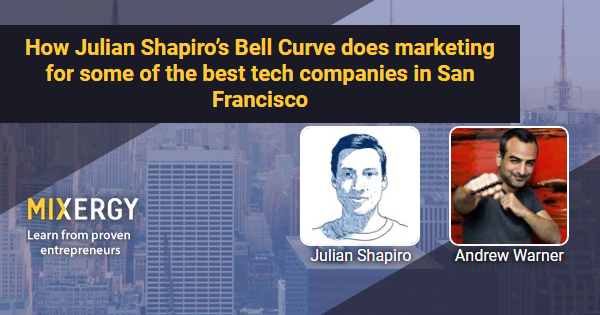 How Julian Shapiro’s Bell Curve does marketing
for some of the best tech companies in San
Francisco
MIXERGY
Learn from proven
entrepreneurs
Julian Shapiro
Andrew Warner